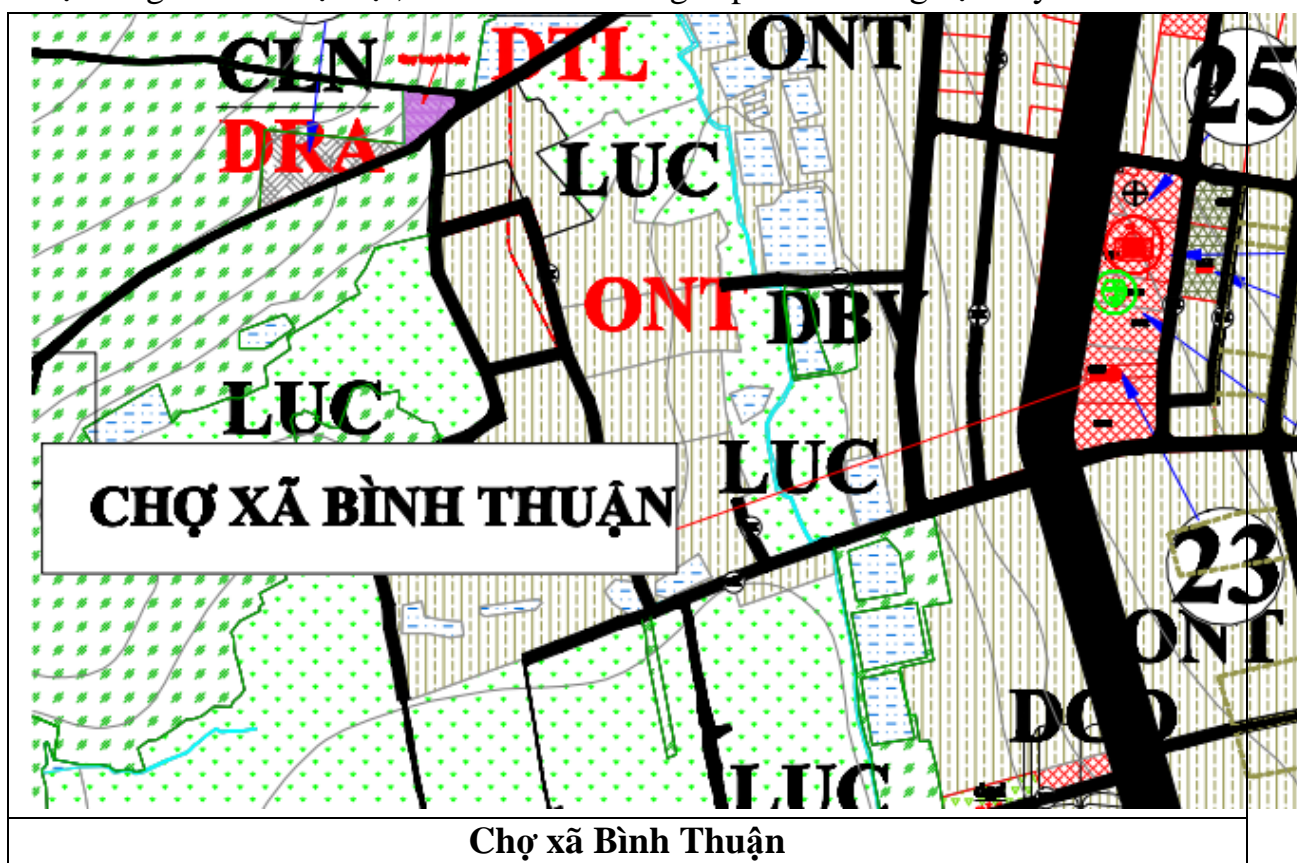 CLN
DTL
ONT
25
DRA
LUC
ONT
DBV
LUC
LUC
CHỢ XÃ BÌNH THUẬN
23
ONT
DGD
LUC
Chợ xã Bình Thuận